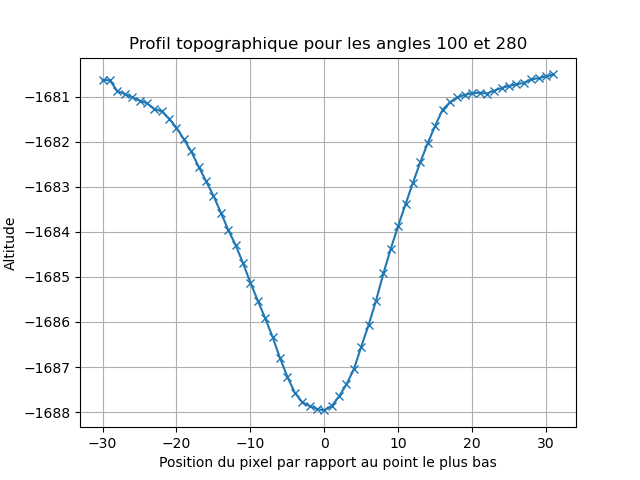 Profil topographique pour les angles 100 et 280
Altitude
−1681
−1682
−1683
−1684
−1685
−1686
−1687
−1688
−30 −20 −10 0 10 20 30
Position du pixel par rapport au point le plus bas